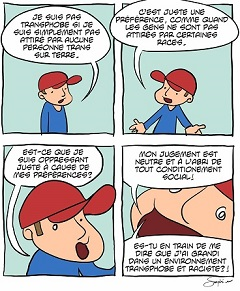 JE SUIS PAS
TRANSPHOBE SI JE
SUIS SIMPLEMENT PAS
ATTIRÉ PAR AUCUNE
PERSONNE TRANS
SUR TERRE.
C'EST JUSTE UNE
PRÉFÉRENCE, COMME QUAND
LES GENS NE SONT PAS
ATTIRÉS PAR CERTAINES
RACES.
EST-CE QUE JE
SUIS OPPRESSANT
JUSTE À CAUSE DE
MES PRÉFÉRENCES?
MON JUGEMENT EST
NEUTRE ET À L'ABRI DE
TOUT CONDITIONEMENT
SOCIAL!
ES-TU EN TRAIN DE ME
DIRE QUE J'AI GRANDI
DANS UN ENVIRONNEMENT
TRANSPHOBE ET RACISTE?!